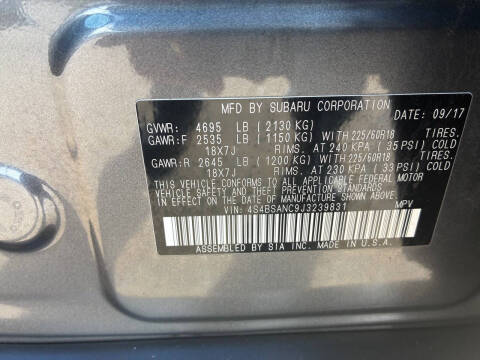 MFD BY SUBARU CORPORATION DATE: 09/17
GVWR: 4695 LB (2130 KG)
GAWR:F 2535 LB (1150 KG) WITH 225/60R18 TIRES.
18X7J RIMS. AT 240 KPA (35 PSI) COLD
GAWR:R 2645 LB (1200 KG) WITH 225/60R18 TIRES.
18X7J RIMS. AT 230 KPA (33 PSI) COLD
THIS VEHICLE CONFORMS TO ALL APPLICABLE FEDERAL MOTOR
VEHICLE SAFETY AND THEFT PREVENTION STANDARDS
IN EFFECT ON THE DATE OF MANUFACTURE SHOWN ABOVE.
VIN: 4S4BSANC9J3239831 MPV
ASSEMBLED BY SIA INC. MADE IN U.S.A.